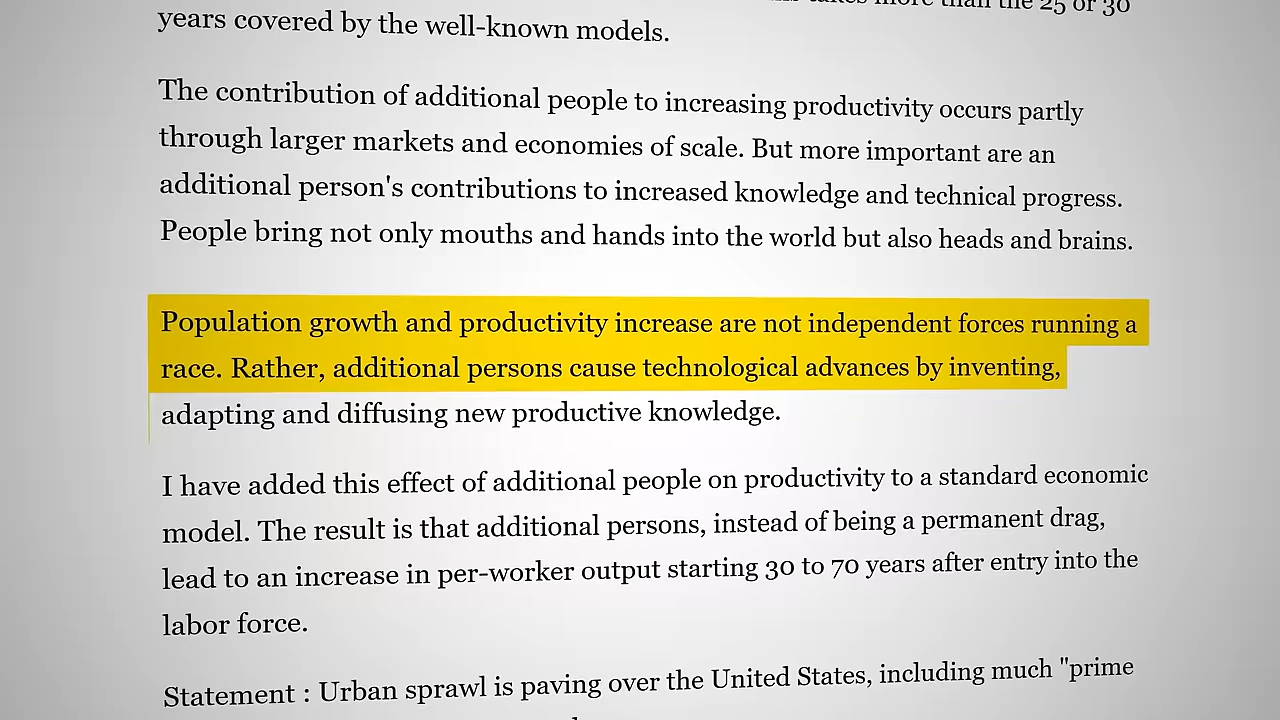 than the 25 or 30
years covered by the well-known models.
The contribution of additional people to increasing productivity occurs partly
through larger markets and economies of scale. But more important are an
additional person's contributions to increased knowledge and technical progress.
People bring not only mouths and hands into the world but also heads and brains.
Population growth and productivity increase are not independent forces running a
race. Rather, additional persons cause technological advances by inventing,
adapting and diffusing new productive knowledge.
I have added this effect of additional people on productivity to a standard economic
model. The result is that additional persons, instead of being a permanent drag,
lead to an increase in per-worker output starting 30 to 70 years after entry into the
labor force.
Statement : Urban sprawl is paving over the United States, including much "prime